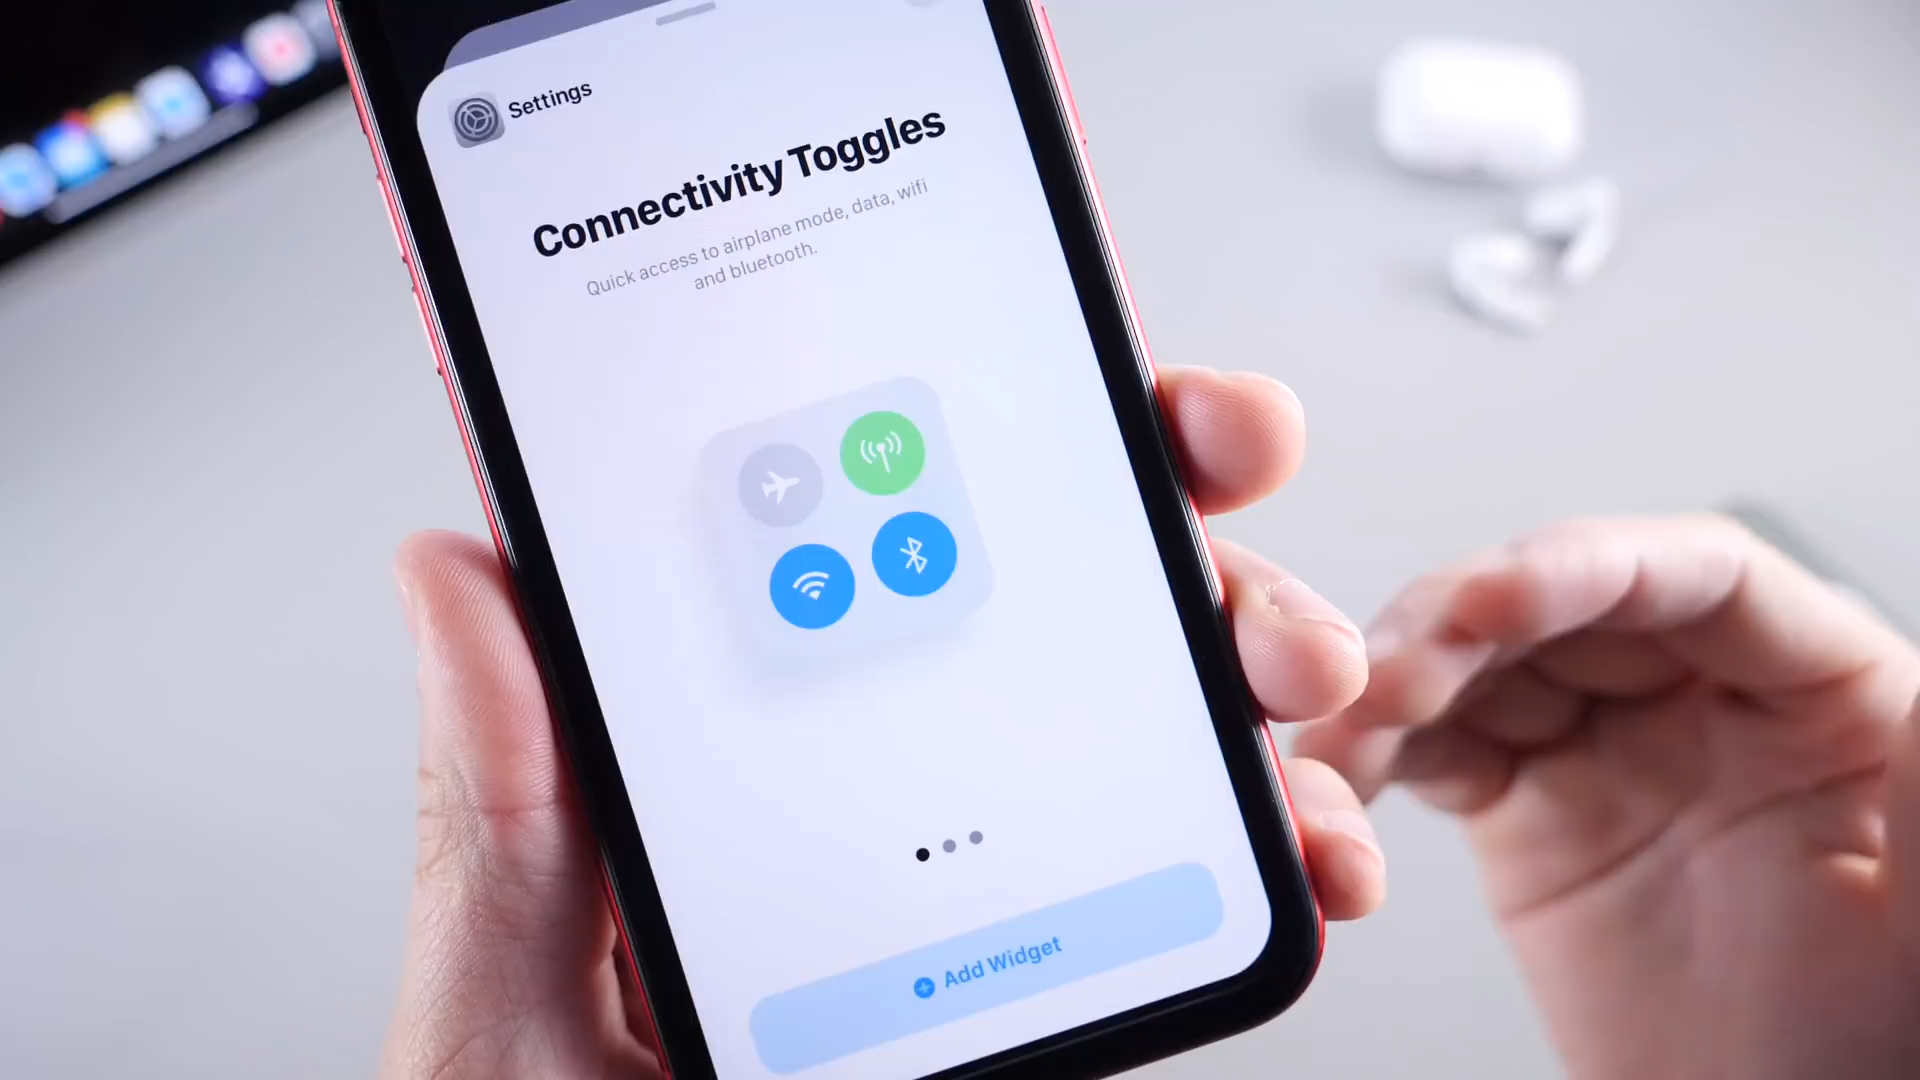 Settings
Connectivity Toggles
Quick access to airplane mode, data, wifi
and bluetooth.
Add Widget